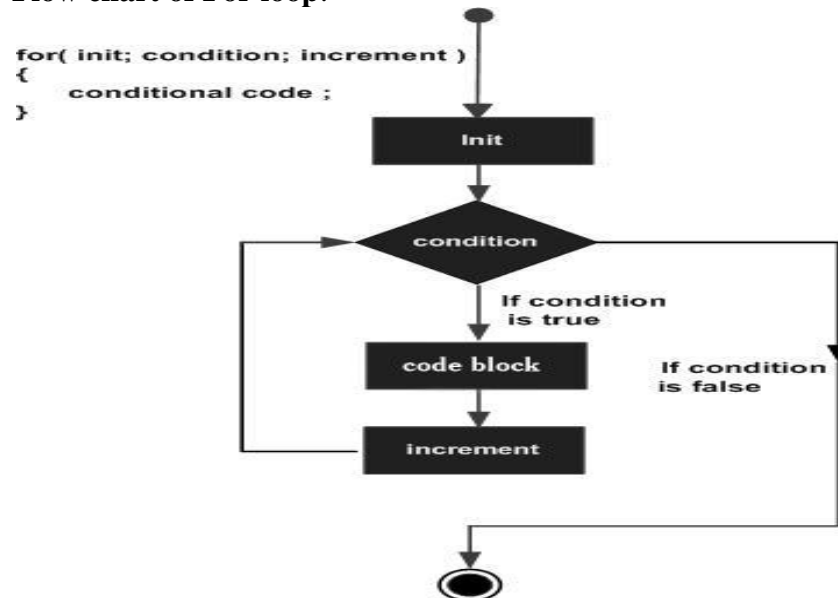 Flow chart of For loop:
for( init; condition; increment )
{
conditional code ;
}
Init
condition
If condition
is true
code block
If condition
is false
increment